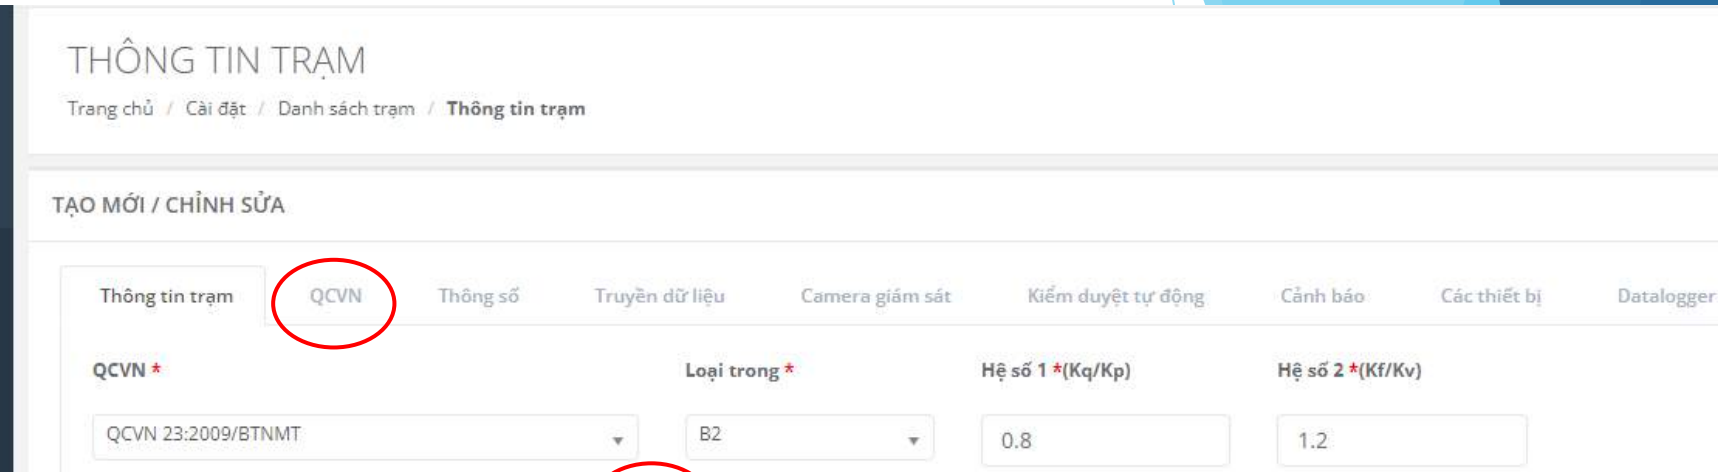 THÔNG TIN TRẠM
Trang chủ / Cài đặt / Danh sách trạm / Thông tin trạm
TẠO MỚI / CHỈNH SỬA
Thông tin trạm QCVN Thông số Truyền dữ liệu Camera giám sát Kiểm duyệt tự động Cảnh báo Các thiết bị Datalogger
QCVN * Loại trong * Hệ số 1 *(Kq/Kp) Hệ số 2 *(Kf/Kv)
QCVN 23:2009/BTNMT B2 0.8 1.2